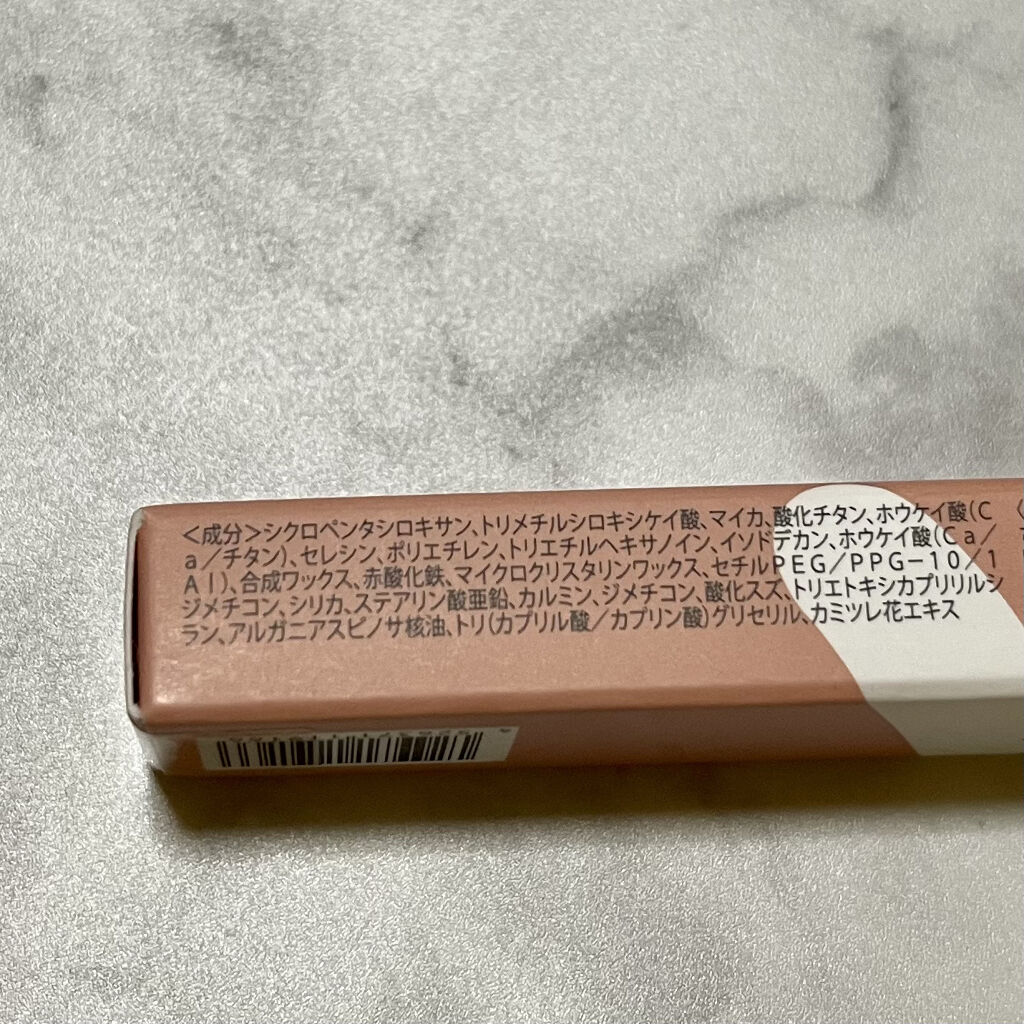 <成分>シクロペンタシロキサン、トリメチルシロキシケイ酸、マイカ、酸化チタン、ホウケイ酸(C
a/チタン)、セレシン、ポリエチレン、トリエチルヘキサノイン、イソドデカン、ホウケイ酸(Ca/
Al)、合成ワックス、赤酸化鉄、マイクロクリスタリンワックス、セチルPEG/PPG-10/1
ジメチコン、シリカ、ステアリン酸亜鉛、カルミン、ジメチコン、酸化スズ、トリエトキシカプリリルシ
ラン、アルガニアスピノサ核油、トリ(カプリル酸/カプリン酸)グリセリル、カミツレ花エキス